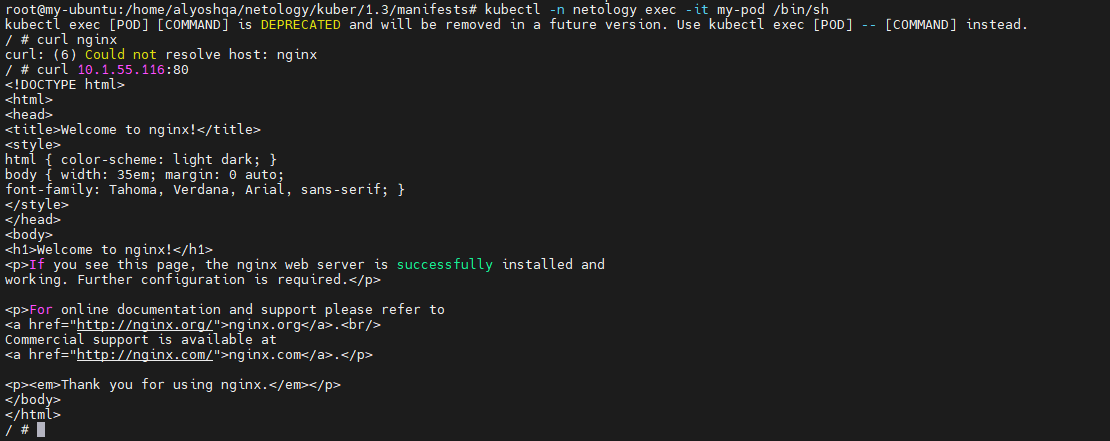 root@my-ubuntu:/home/alyoshqa/netology/kuber/1.3/manifests# kubectl -n netology exec -it my-pod /bin/sh
kubectl exec [POD] [COMMAND] is DEPRECATED and will be removed in a future version. Use kubectl exec [POD] -- [COMMAND] instead.
/ # curl nginx
curl: (6) Could not resolve host: nginx
/ # curl 10.1.55.116:80
<!DOCTYPE html>
<html>
<head>
<title>Welcome to nginx!</title>
<style>
html { color-scheme: light dark; }
body { width: 35em; margin: 0 auto;
font-family: Tahoma, Verdana, Arial, sans-serif; }
</style>
</head>
<body>
<h1>Welcome to nginx!</h1>
<p>If you see this page, the nginx web server is successfully installed and
working. Further configuration is required.</p>

<p>For online documentation and support please refer to
<a href="http://nginx.org/">nginx.org</a>.<br/>
Commercial support is available at
<a href="http://nginx.com/">nginx.com</a>.</p>

<p><em>Thank you for using nginx.</em></p>
</body>
</html>
/ #